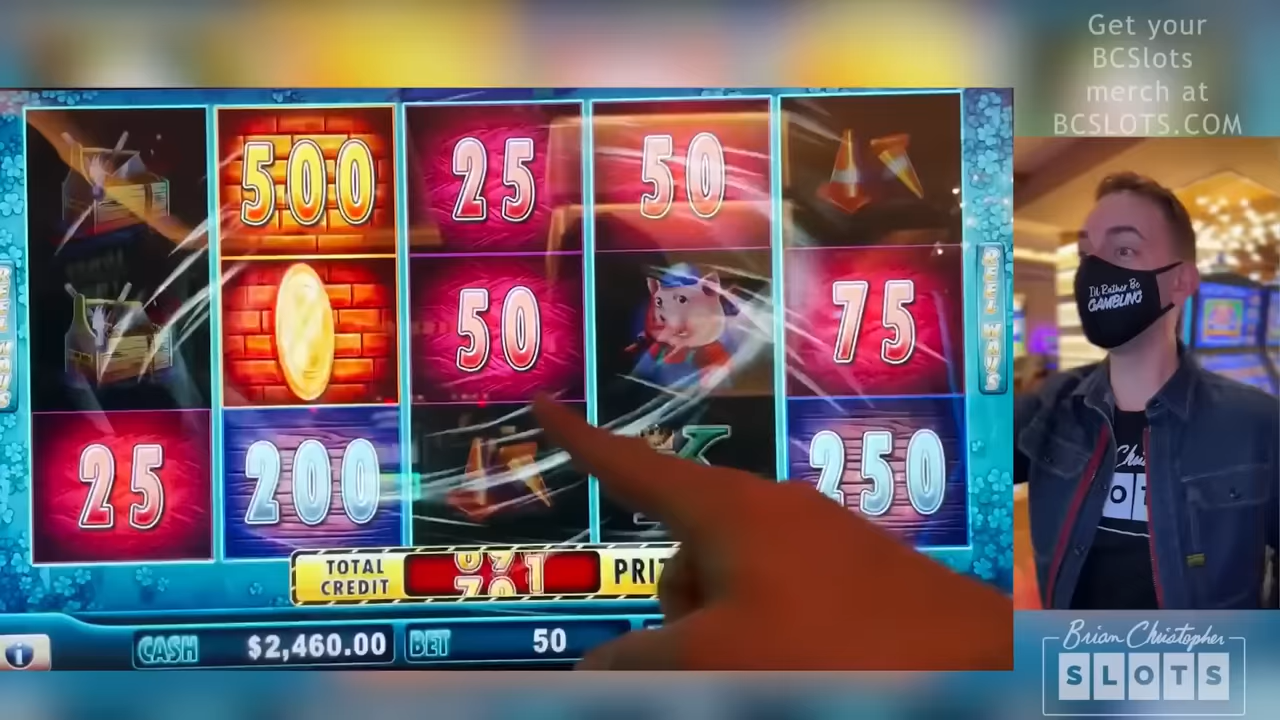 Get your
BCSlots
merch at
BCSLOTS.COM
500
25
50
50
75
25
200
250
TOTAL
CREDIT
CASH
$2,460.00
BET
50
I'd Rather Be
GAMBLING
Brian Christopher
SLOTS